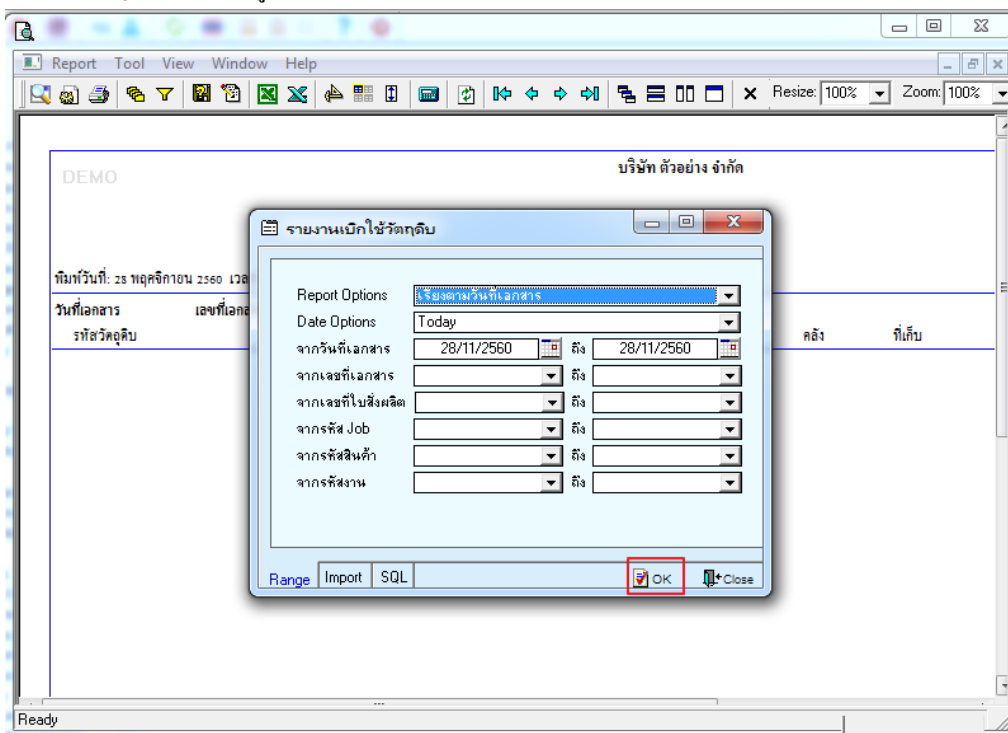 Report Tool View Window Help
Resize: 100% Zoom: 100%
บริษัท ตัวอย่าง จำกัด
DEMO
รายงานเบิกใช้วัตถุดิบ
พิมพ์วันที่: 28 พฤศจิกายน 2560
วันที่เอกสาร
รหัสวัตถุดิบ คลัง ที่เก็บ
Report Options เรียงตามวันที่เอกสาร
Date Options Today
จากวันที่เอกสาร 28/11/2560 ถึง 28/11/2560
จากเลขที่เอกสาร ถึง
จากเลขที่ใบสั่งผลิต ถึง
จากรหัส Job ถึง
จากรหัสสินค้า ถึง
จากรหัสงาน ถึง
Range Import SQL OK Close
Ready